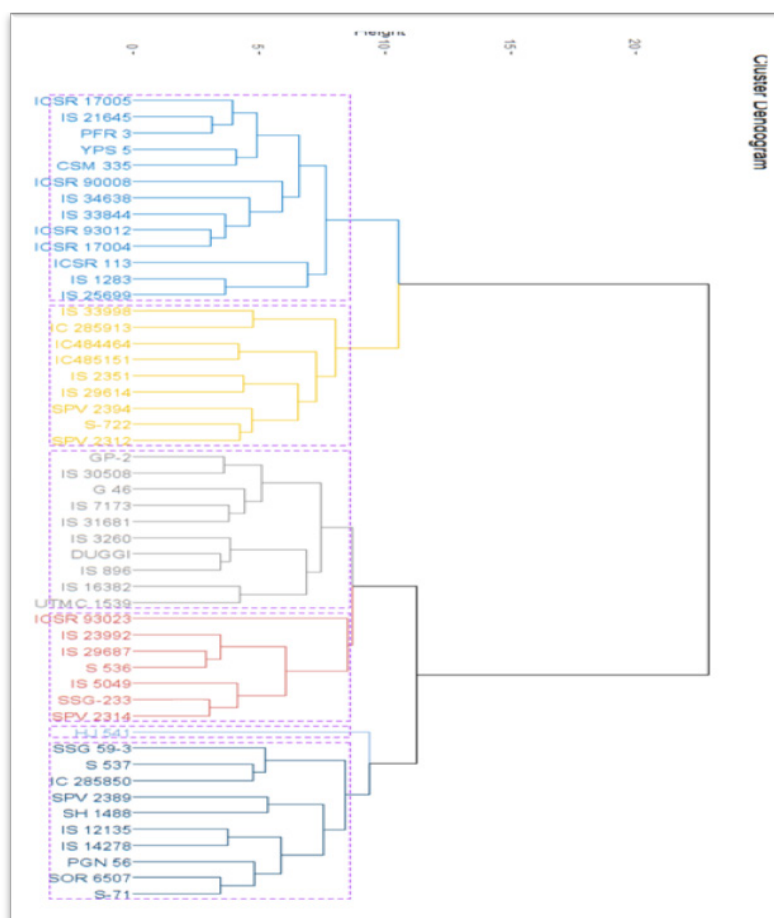 Cluster Dendogram
Height
0
5
10
15
20
ICSR 17005
IS 21645
PFR 3
YPS 5
CSM 335
ICSR 90008
IS 34638
IS 33844
ICSR 93012
ICSR 17004
ICSR 113
IS 1283
IS 25699
IS 33998
IC 285913
IC484464
IC485151
IS 2351
IS 29614
SPV 2394
S-722
SPV 2312
GP-2
IS 30508
G 46
IS 7173
IS 31681
IS 3260
DUGGI
IS 896
IS 16382
UTMC 1539
ICSR 93023
IS 23992
IS 29687
S 536
IS 5049
SSG-233
SPV 2314
HJ 541
SSG 59-3
S 537
IC 285850
SPV 2389
SH 1488
IS 12135
IS 14278
PGN 56
SOR 6507
S-71